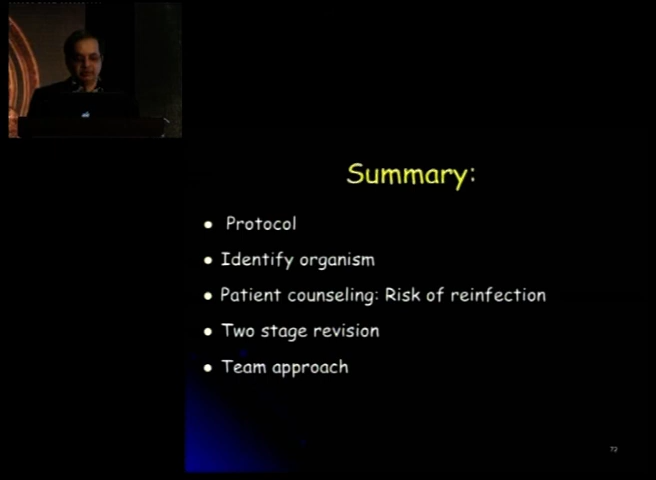 Summary:
• Protocol
• Identify organism
• Patient counseling: Risk of reinfection
• Two stage revision
• Team approach
72